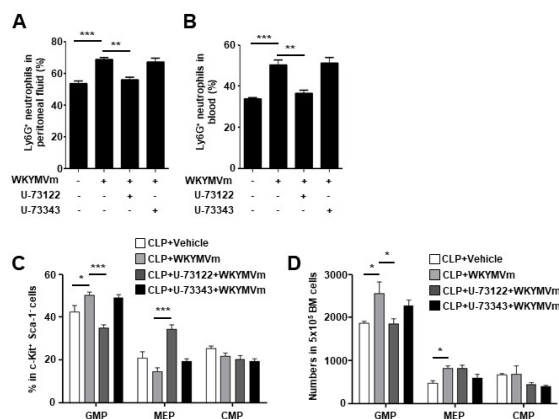 A
B
***
**
***
**
Ly6G⁺ neutrophils in
peritoneal fluid (%)
80
60
40
20
0
Ly6G⁺ neutrophils in
blood (%)
60
40
20
0
WKYMVm - + + +
U-73122 - - + -
U-73343 - - - +
WKYMVm - + + +
U-73122 - - + -
U-73343 - - - +
C
CLP+Vehicle
CLP+WKYMVm
CLP+U-73122+WKYMVm
CLP+U-73343+WKYMVm
% in c-Kit⁺ Sca-1⁻ cells
60
40
20
0
* ***
***
GMP MEP CMP
D
CLP+Vehicle
CLP+WKYMVm
CLP+U-73122+WKYMVm
CLP+U-73343+WKYMVm
Numbers in 5x10⁵ BM cells
3000
2000
1000
0
*
*
*
GMP MEP CMP